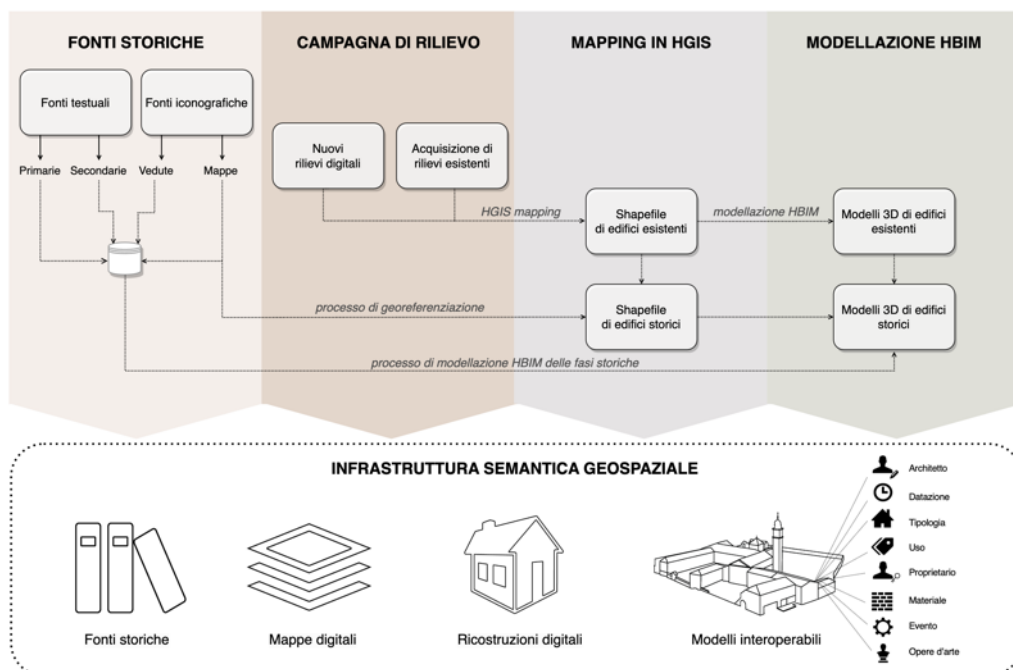 FONTI STORICHE
CAMPAGNA DI RILIEVO
MAPPING IN HGIS
MODELLAZIONE HBIM
Fonti testuali
Fonti iconografiche
Primarie
Secondarie
Vedute
Mappe
Nuovi
rilievi digitali
Acquisizione di
rilievi esistenti
HGIS mapping
Shapefile
di edifici esistenti
modellazione HBIM
Modelli 3D di edifici
esistenti
processo di georeferenziazione
Shapefile
di edifici storici
Modelli 3D di edifici
storici
processo di modellazione HBIM delle fasi storiche
INFRASTRUTTURA SEMANTICA GEOSPAZIALE
Fonti storiche
Mappe digitali
Ricostruzioni digitali
Modelli interoperabili
Architetto
Datazione
Tipologia
Uso
Proprietario
Materiale
Evento
Opere d'arte